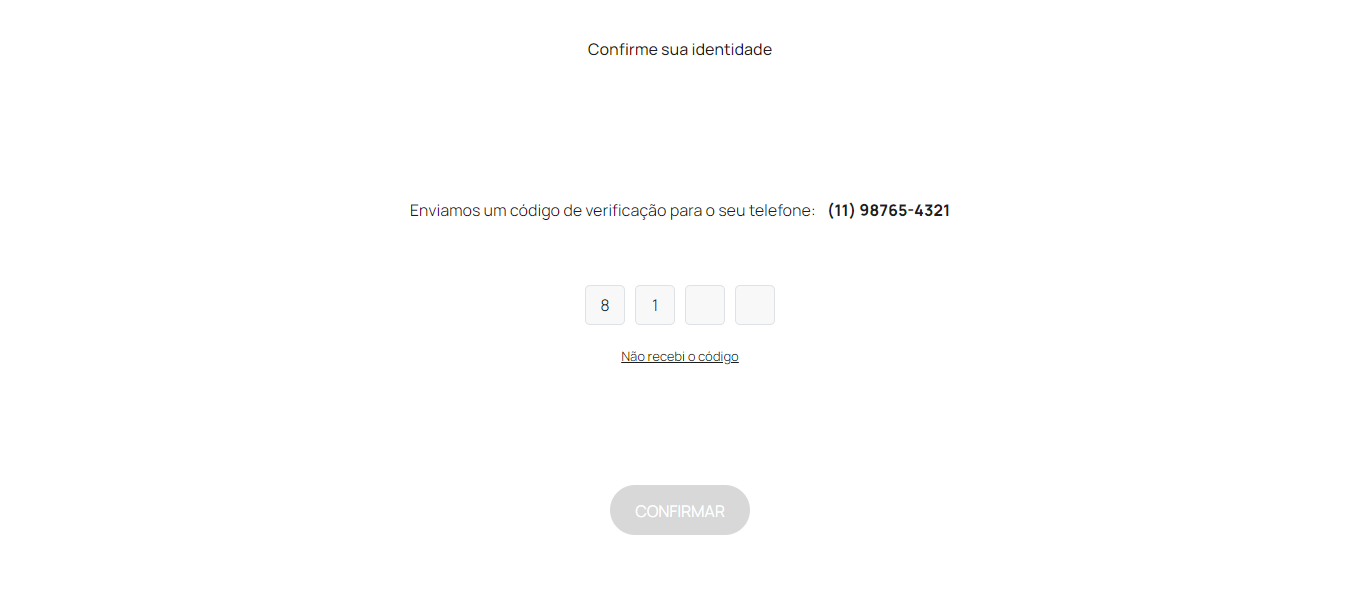 Confirme sua identidade
Enviamos um código de verificação para o seu telefone: (11) 98765-4321
8 1
Não recebi o código
CONFIRMAR